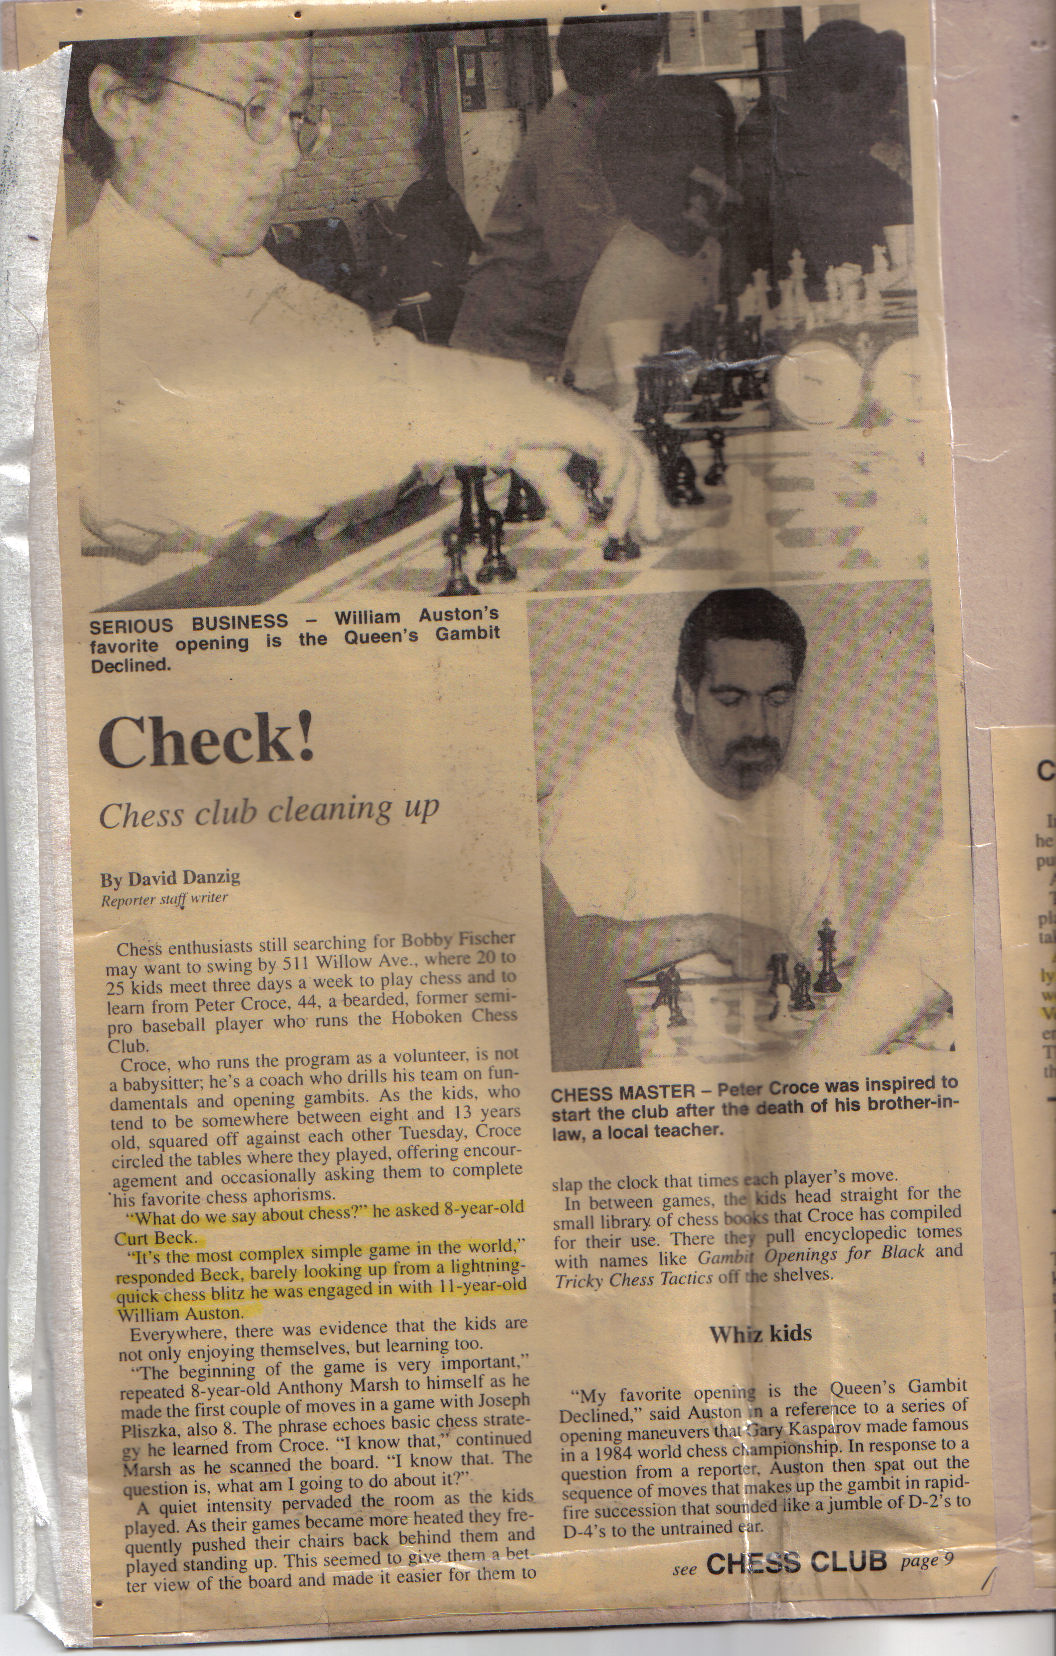 SERIOUS BUSINESS – William Auston's
favorite opening is the Queen's Gambit
Declined.
Check!
Chess club cleaning up
By David Danzig
Reporter staff writer
Chess enthusiasts still searching for Bobby Fischer
may want to swing by 511 Willow Ave., where 20 to
25 kids meet three days a week to play chess and to
learn from Peter Croce, 44, a bearded, former semi-
pro baseball player who runs the Hoboken Chess
Club.
Croce, who runs the program as a volunteer, is not
a babysitter; he's a coach who drills his team on fun-
damentals and opening gambits. As the kids, who
tend to be somewhere between eight and 13 years
old, squared off against each other Tuesday, Croce
circled the tables where they played, offering encour-
agement and occasionally asking them to complete
his favorite chess aphorisms.
"What do we say about chess?" he asked 8-year-old
Curt Beck.
"It's the most complex simple game in the world,"
responded Beck, barely looking up from a lightning-
quick chess blitz he was engaged in with 11-year-old
William Auston.
Everywhere, there was evidence that the kids are
not only enjoying themselves, but learning too.
"The beginning of the game is very important,"
repeated 8-year-old Anthony Marsh to himself as he
made the first couple of moves in a game with Joseph
Pliszka, also 8. The phrase echoes basic chess strate-
gy he learned from Croce. "I know that," continued
Marsh as he scanned the board. "I know that. The
question is, what am I going to do about it?"
A quiet intensity pervaded the room as the kids
played. As their games became more heated they fre-
quently pushed their chairs back behind them and
played standing up. This seemed to give them a bet-
ter view of the board and made it easier for them to
CHESS MASTER – Peter Croce was inspired to
start the club after the death of his brother-in-
law, a local teacher.
slap the clock that times each player's move.
In between games, the kids head straight for the
small library of chess books that Croce has compiled
for their use. There they pull encyclopedic tomes
with names like Gambit Openings for Black and
Tricky Chess Tactics off the shelves.
Whiz kids
"My favorite opening is the Queen's Gambit
Declined," said Auston in a reference to a series of
opening maneuvers that Gary Kasparov made famous
in a 1984 world chess championship. In response to a
question from a reporter, Auston then spat out the
sequence of moves that makes up the gambit in rapid-
fire succession that sounded like a jumble of D-2's to
D-4's to the untrained ear.
see CHESS CLUB page 9
he